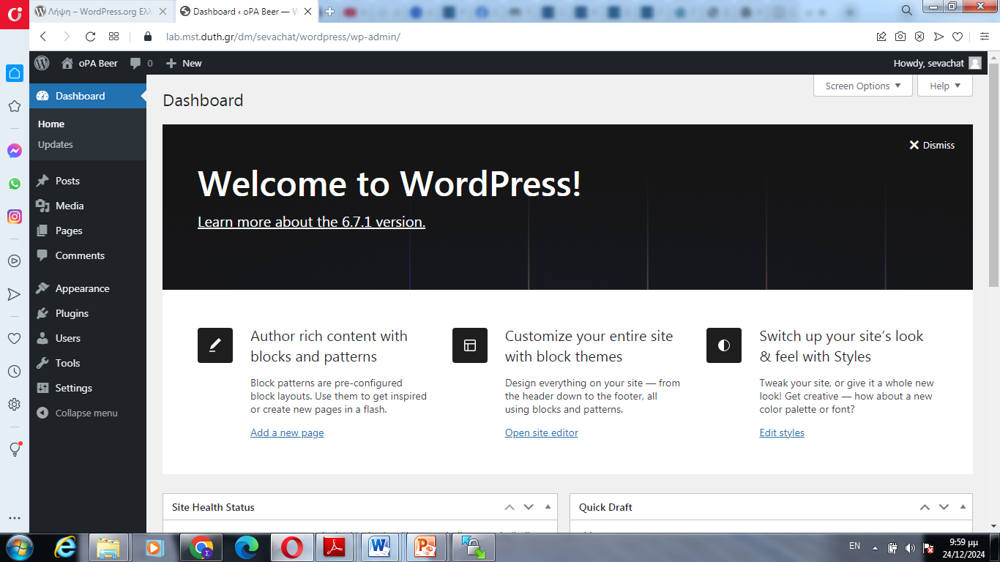 Λήψη – WordPress.org Ελλ
Dashboard ‹ oPA Beer — W
lab.mst.duth.gr/dm/sevachat/wordpress/wp-admin/
oPA Beer
0
New
Howdy, sevachat
Dashboard
Home
Updates
Posts
Media
Pages
Comments
Appearance
Plugins
Users
Tools
Settings
Collapse menu
Screen Options
Help
Dashboard
Dismiss
Welcome to WordPress!
Learn more about the 6.7.1 version.
Author rich content with
blocks and patterns
Block patterns are pre-configured
block layouts. Use them to get inspired
or create new pages in a flash.
Add a new page
Customize your entire site
with block themes
Design everything on your site — from
the header down to the footer, all
using blocks and patterns.
Open site editor
Switch up your site’s look
& feel with Styles
Tweak your site, or give it a whole new
look! Get creative — how about a new
color palette or font?
Edit styles
Site Health Status
Quick Draft
EN
9:59 μμ
24/12/2024